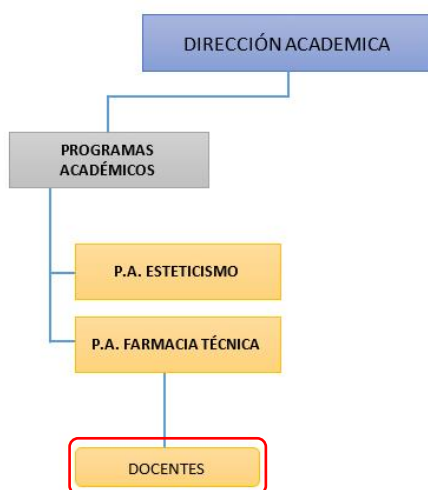 DIRECCIÓN ACADEMICA
PROGRAMAS
ACADÉMICOS
P.A. ESTETICISMO
P.A. FARMACIA TÉCNICA
DOCENTES